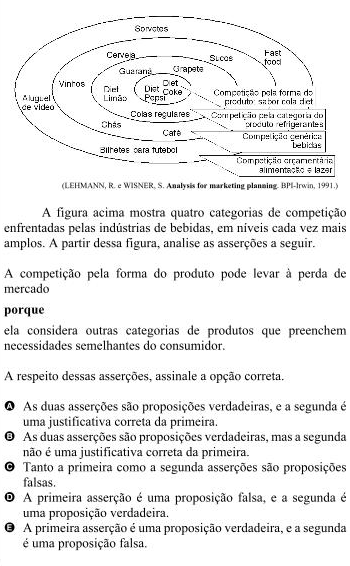 Sorvetos
Cerveja
Sucos
Fast
food
Guaraná
Grapete
Vinhos
Diet
Coke
Diet
Pepsi
Diet
Limão
Aluguel
de vídeo
Competição pela forma do
produto: sabor cola diet
Colas regulares
Competição pela categoria do
produto refrigerantes
Chás
Café
Competição genérica
bebidas
Bilhetes para futebol
Competição orçamentária
alimentação e lazer
(LEHMANN, R. e WISNER, S. Analysis for marketing planning. BPI-Irwin, 1991.)
A figura acima mostra quatro categorias de competição
enfrentadas pelas indústrias de bebidas, em níveis cada vez mais
amplos. A partir dessa figura, analise as asserções a seguir.
A competição pela forma do produto pode levar à perda de
mercado
porque
ela considera outras categorias de produtos que preenchem
necessidades semelhantes do consumidor.
A respeito dessas asserções, assinale a opção correta.
A As duas asserções são proposições verdadeiras, e a segunda é
uma justificativa correta da primeira.
B As duas asserções são proposições verdadeiras, mas a segunda
não é uma justificativa correta da primeira.
C Tanto a primeira como a segunda asserções são proposições
falsas.
D A primeira asserção é uma proposição falsa, e a segunda é
uma proposição verdadeira.
E A primeira asserção é uma proposição verdadeira, e a segunda
é uma proposição falsa.